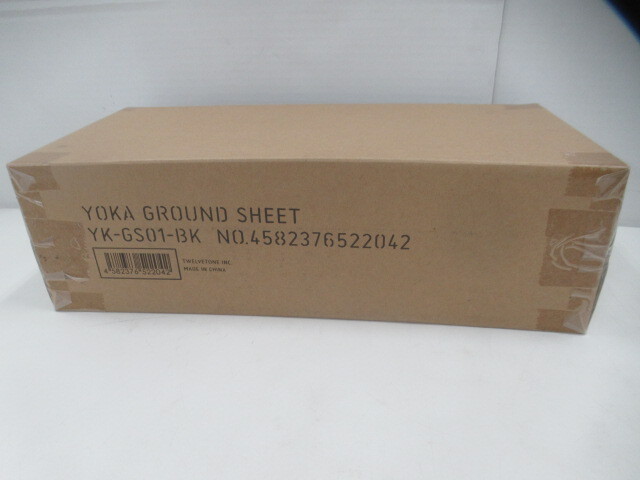 YOKA GROUND SHEET
YK-GS01-BK NO.4582376522042
TWELVETONE INC.
MADE IN CHINA
4582376522042